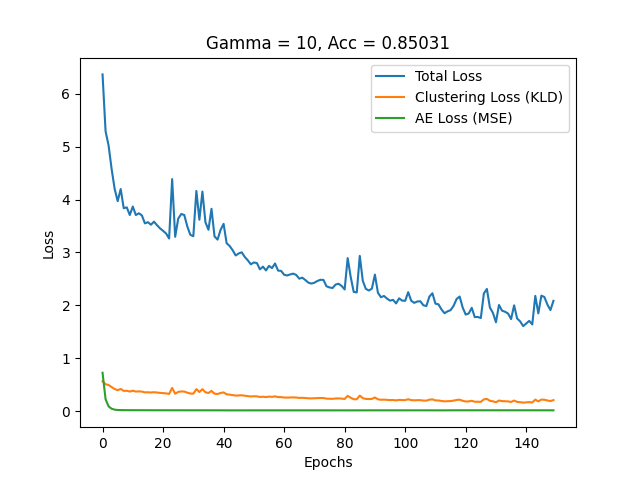 Gamma = 10, Acc = 0.85031
Total Loss
Clustering Loss (KLD)
AE Loss (MSE)
6
5
4
3
2
1
0
Loss
0 20 40 60 80 100 120 140
Epochs